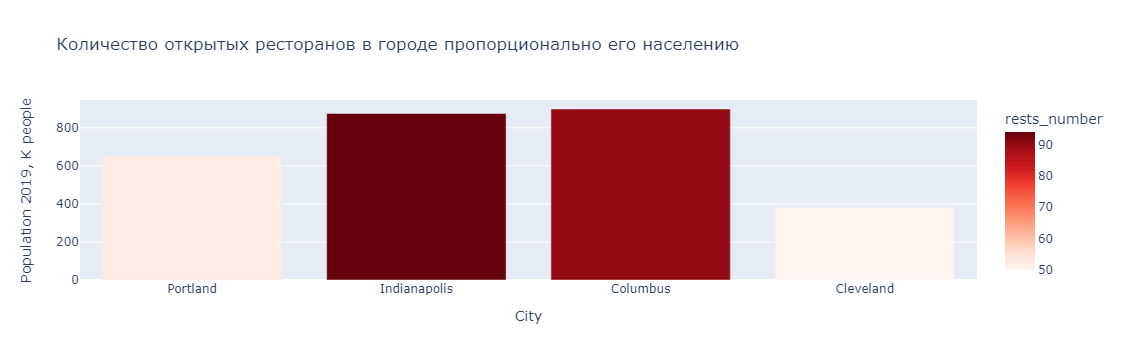 Количество открытых ресторанов в городе пропорционально его населению
Population 2019, K people
800
600
400
200
0
Portland
Indianapolis
Columbus
Cleveland
City
rests_number
90
80
70
60
50